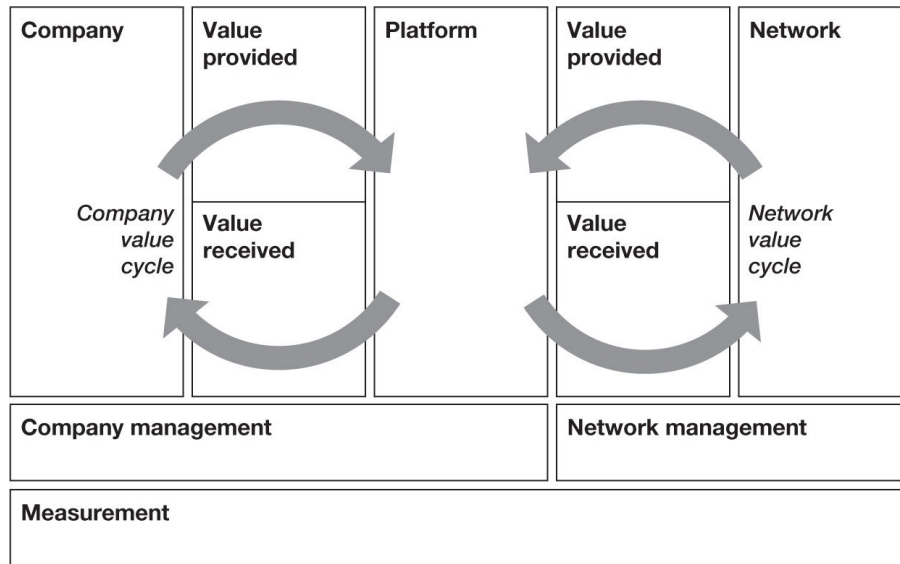 Company
Value
provided
Platform
Value
provided
Network
Company
value
cycle
Value
received
Value
received
Network
value
cycle
Company management
Network management
Measurement